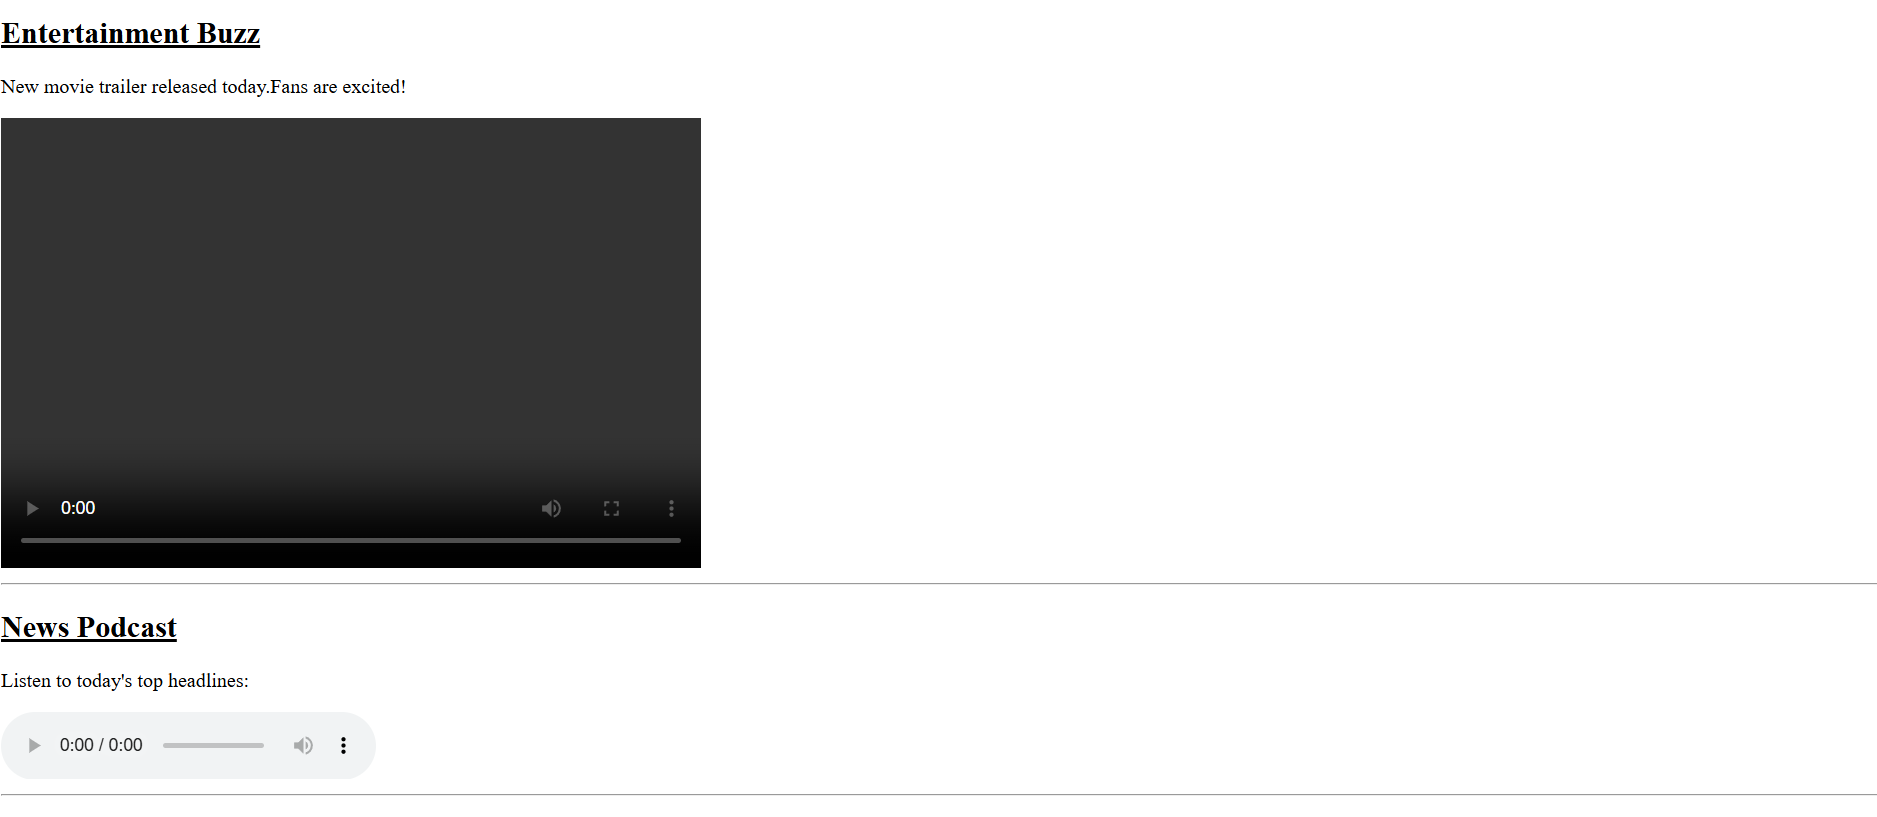 Entertainment Buzz
New movie trailer released today.Fans are excited!
0:00
News Podcast
Listen to today's top headlines:
0:00 / 0:00